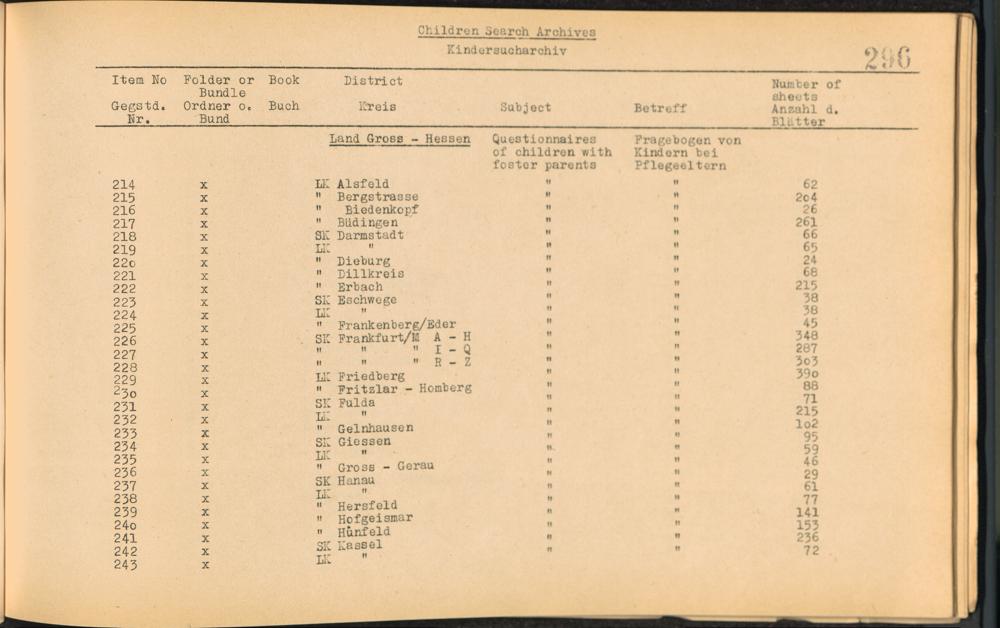 Children Search Archives
Kindersucharchiv
296
Item No Folder or Bundle Book District Number of sheets
Gegstd. Nr. Ordner o. Bund Buch Kreis Subject Betreff Anzahl d. Blätter
Land Gross - Hessen Questionnaires Fragebogen von
of children with Kindern bei
foster parents Pflegeeltern
214 x LK Alsfeld " " 62
215 x " Bergstrasse " " 2o4
216 x " Biedenkopf " " 26
217 x " Büdingen " " 261
218 x SK Darmstadt " " 66
219 x LK " " " 65
22o x " Dieburg " " 24
221 x " Dillkreis " " 68
222 x " Erbach " " 215
223 x SK Eschwege " " 38
224 x LK " " " 38
225 x " Frankenberg/Eder " " 45
226 x SK Frankfurt/M A - H " " 348
227 x " " " I - Q " " 287
228 x " " " R - Z " " 3o3
229 x LK Friedberg " " 39o
23o x " Fritzlar - Homberg " " 88
231 x SK Fulda " " 71
232 x LK " " " 215
233 x " Gelnhausen " " 1o2
234 x SK Giessen " " 95
235 x LK " " " 59
236 x " Gross - Gerau " " 46
237 x SK Hanau " " 29
238 x LK " " " 61
239 x " Hersfeld " " 77
24o x " Hofgeismar " " 141
241 x " Hünfeld " " 153
242 x SK Kassel " " 236
243 x LK " " " 72